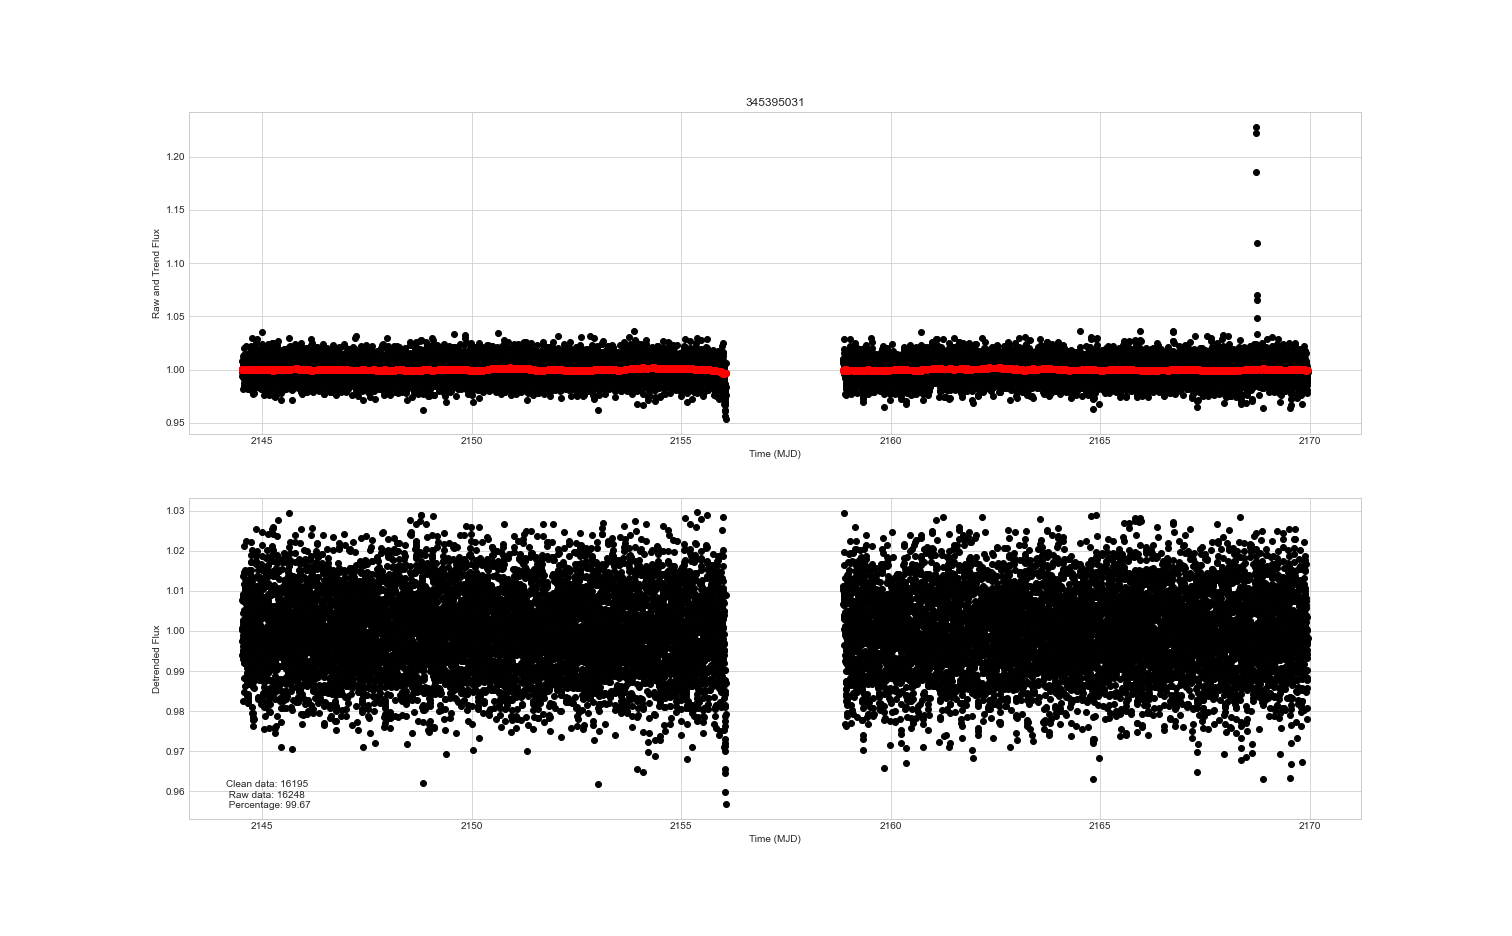 345395031
1.20
1.15
1.10
1.05
1.00
0.95
Raw and Trend Flux
2145 2150 2155 2160 2165 2170
Time (MJD)
1.03
1.02
1.01
1.00
0.99
0.98
0.97
0.96
Detrended Flux
Clean data: 16195
Raw data: 16248
Percentage: 99.67
2145 2150 2155 2160 2165 2170
Time (MJD)